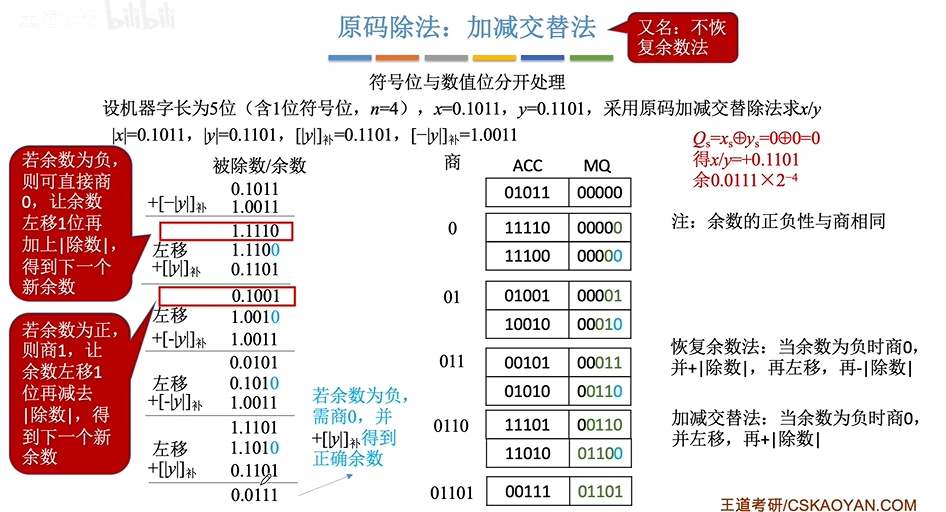 王道考研 bilibili
原码除法：加减交替法
又名：不恢
复余数法
符号位与数值位分开处理
设机器字长为5位（含1位符号位，n=4），x=0.1011，y=0.1101，采用原码加减交替除法求x/y
|x|=0.1011，|y|=0.1101，[|y|]补=0.1101，[−|y|]补=1.0011
Qs=xs⊕ys=0⊕0=0
得x/y=+0.1101
余0.0111×2⁻⁴
若余数为负，
则可直接商
0，让余数
左移1位再
加上|除数|，
得到下一个
新余数
若余数为正，
则商1，让
余数左移1
位再减去
|除数|，得
到下一个新
余数
被除数/余数
0.1011
+[−|y|]补 1.0011
1.1110
左移 1.1100
+[|y|]补 0.1101
0.1001
左移 1.0010
+[-|y|]补 1.0011
0.0101
左移 0.1010
+[-|y|]补 1.0011
1.1101
左移 1.1010
+[|y|]补 0.1101
0.0111
若余数为负，
需商0，并
+[|y|]补得到
正确余数
商 ACC MQ
01011 00000
0 11110 00000
11100 00000
01 01001 00001
10010 00010
011 00101 00011
01010 00110
0110 11101 00110
11010 01100
01101 00111 01101
注：余数的正负性与商相同
恢复余数法：当余数为负时商0，
并+|除数|，再左移，再-|除数|
加减交替法：当余数为负时商0，
并左移，再+|除数|
王道考研/CSKAOYAN.COM